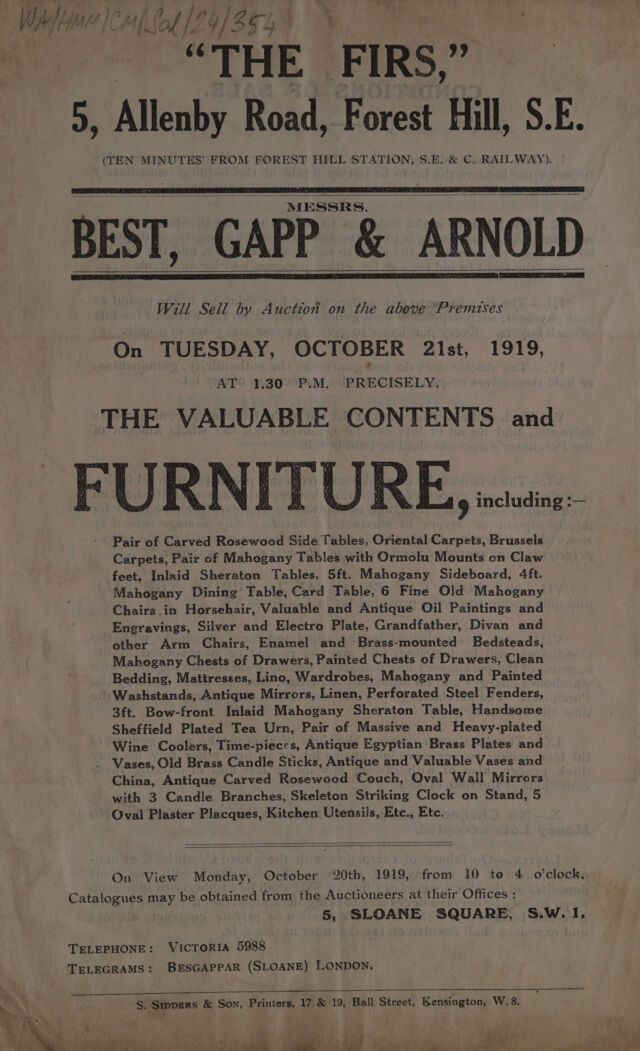 WA/HMM/CM/Sal/24/354
"THE FIRS,"
5, Allenby Road, Forest Hill, S.E.
(TEN MINUTES' FROM FOREST HILL STATION, S.E. & C. RAILWAY).
MESSRS.
BEST, GAPP & ARNOLD
Will Sell by Auction on the above Premises
On TUESDAY, OCTOBER 21st, 1919,
AT 1.30 P.M. PRECISELY,
THE VALUABLE CONTENTS and
FURNITURE, including:—
Pair of Carved Rosewood Side Tables, Oriental Carpets, Brussels
Carpets, Pair of Mahogany Tables with Ormolu Mounts on Claw
feet, Inlaid Sheraton Tables, 5ft. Mahogany Sideboard, 4ft.
Mahogany Dining Table, Card Table, 6 Fine Old Mahogany
Chairs in Horsehair, Valuable and Antique Oil Paintings and
Engravings, Silver and Electro Plate, Grandfather, Divan and
other Arm Chairs, Enamel and Brass-mounted Bedsteads,
Mahogany Chests of Drawers, Painted Chests of Drawers, Clean
Bedding, Mattresses, Lino, Wardrobes, Mahogany and Painted
Washstands, Antique Mirrors, Linen, Perforated Steel Fenders,
3ft. Bow-front Inlaid Mahogany Sheraton Table, Handsome
Sheffield Plated Tea Urn, Pair of Massive and Heavy-plated
Wine Coolers, Time-pieces, Antique Egyptian Brass Plates and
Vases, Old Brass Candle Sticks, Antique and Valuable Vases and
China, Antique Carved Rosewood Couch, Oval Wall Mirrors
with 3 Candle Branches, Skeleton Striking Clock on Stand, 5
Oval Plaster Placques, Kitchen Utensils, Etc., Etc.
On View Monday, October 20th, 1919, from 10 to 4 o'clock.
Catalogues may be obtained from the Auctioneers at their Offices:
5, SLOANE SQUARE, S.W. 1.
TELEPHONE: VICTORIA 5988
TELEGRAMS: BESGAPPAR (SLOANE) LONDON.
S. SIPPERS & SON, Printers, 17 & 19, Ball Street, Kensington, W.8.